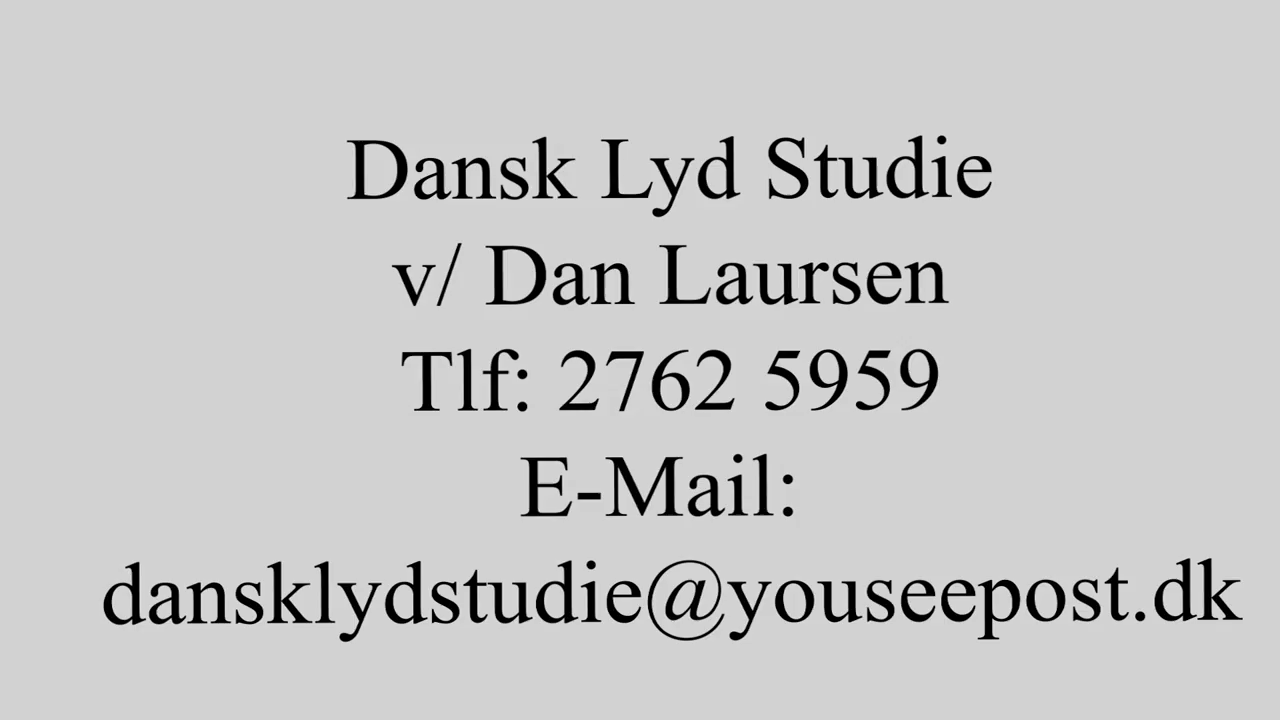 Dansk Lyd Studie
v/ Dan Laursen
Tlf: 2762 5959
E-Mail:
dansklydstudie@youseepost.dk